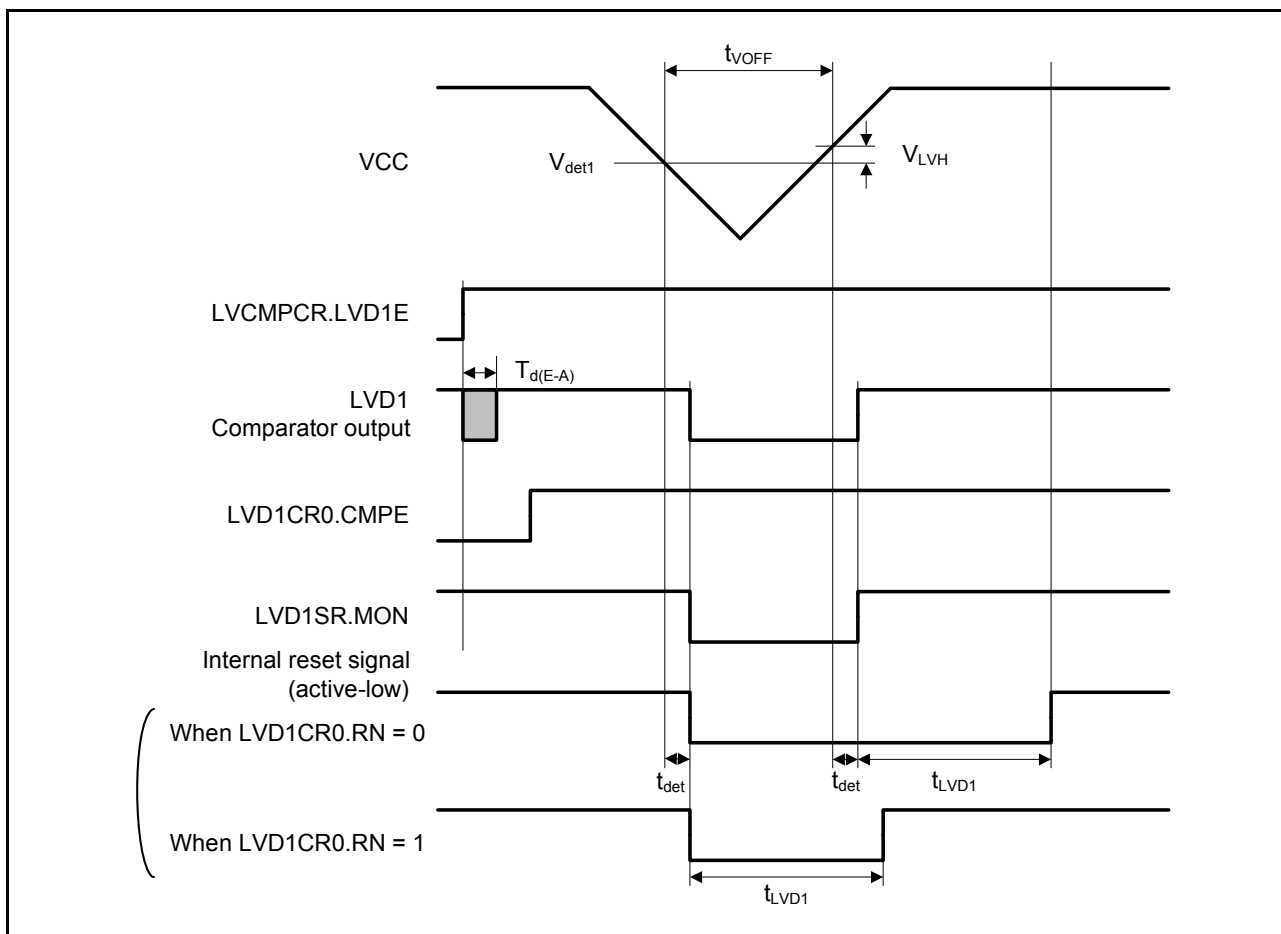 tVOFF
VCC
Vdet1
VLVH
LVCMPCR.LVD1E
Td(E-A)
LVD1
Comparator output
LVD1CR0.CMPE
LVD1SR.MON
Internal reset signal
(active-low)
When LVD1CR0.RN = 0
tdet
tdet
tLVD1
When LVD1CR0.RN = 1
tLVD1